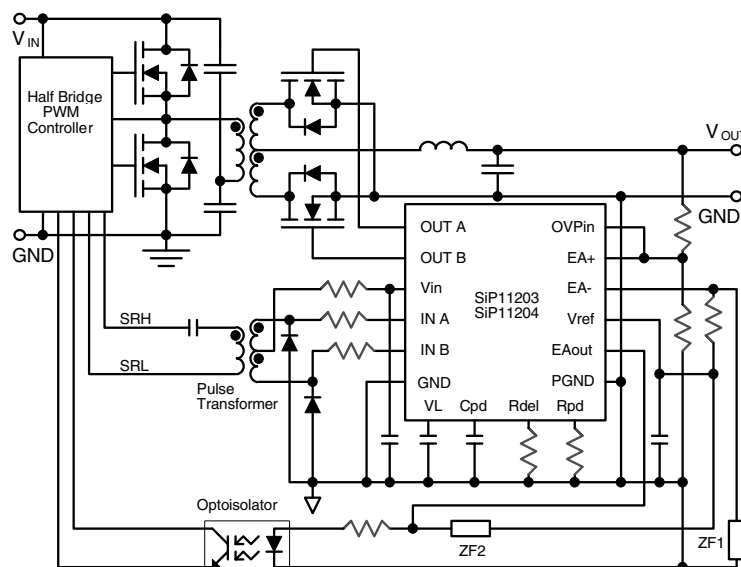 V IN
Half Bridge
PWM
Controller
V OUT
GND
GND
OUT A
OVPin
OUT B
EA+
SiP11203
SiP11204
Vin
EA-
IN A
Vref
IN B
EAout
GND
PGND
VL
Cpd
Rdel
Rpd
SRH
SRL
Pulse
Transformer
Optoisolator
ZF2
ZF1